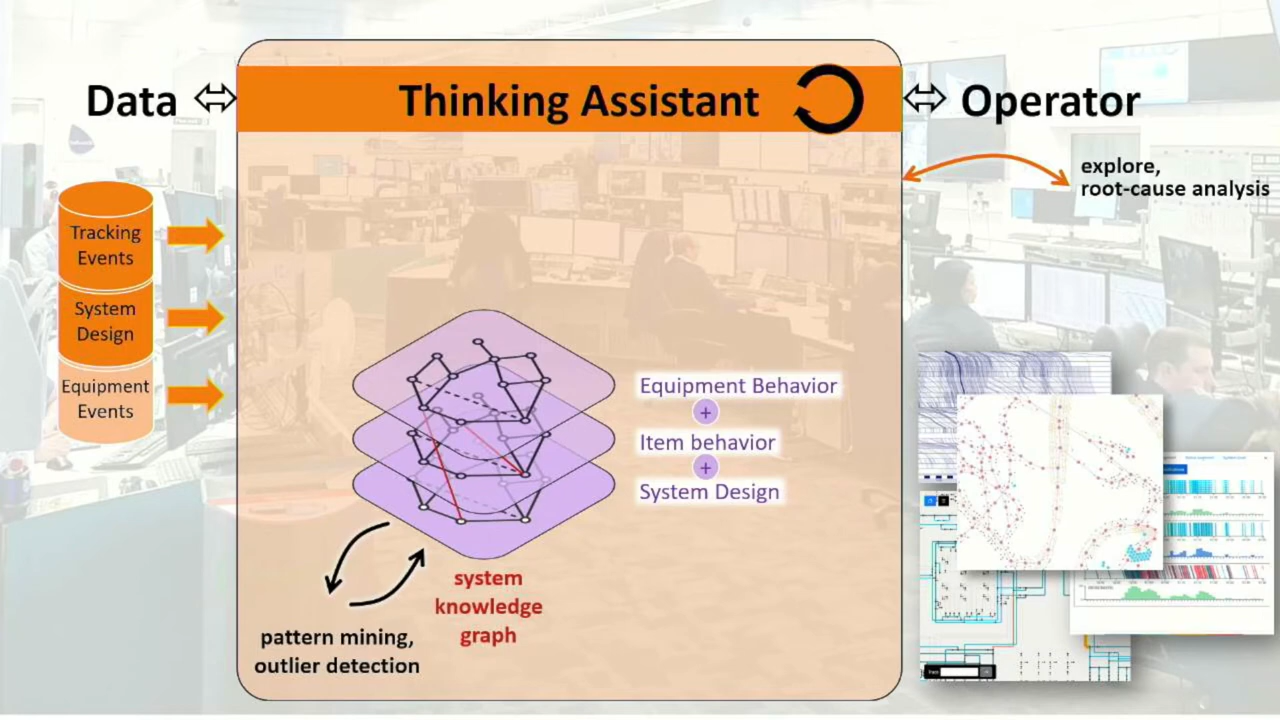 Data
Thinking Assistant
Operator
explore,
root-cause analysis
Tracking
Events
System
Design
Equipment
Events
Equipment Behavior
+
Item behavior
+
System Design
system
knowledge
graph
pattern mining,
outlier detection